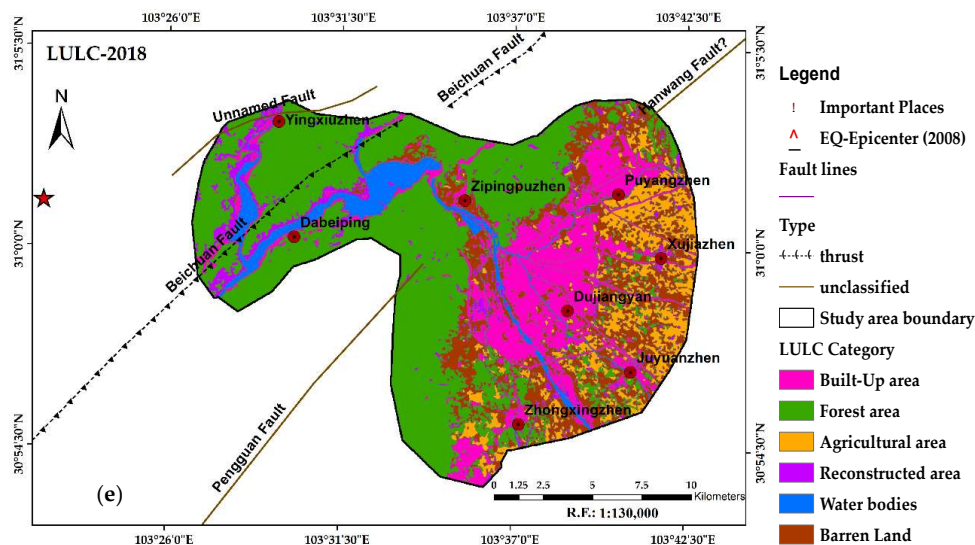 103°26'0"E
103°31'30"E
103°37'0"E
103°42'30"E
31°5'30"N
31°0'0"N
30°54'30"N
LULC-2018
N
Unnamed Fault
Beichuan Fault
Hanwang Fault?
Yingxiuzhen
Zipingpuzhen
Puyangzhen
Dabeiping
Xujiazhen
Beichuan Fault
Dujiangyan
Juyuanzhen
Zhongxingzhen
Pengguan Fault
(e)
0 1.25 2.5 5 7.5 10
Kilometers
R.F.: 1:130,000
31°5'30"N
31°0'0"N
30°54'30"N
103°26'0"E
103°31'30"E
103°37'0"E
103°42'30"E
Legend
! Important Places
^ EQ-Epicenter (2008)
Fault lines
Type
thrust
unclassified
Study area boundary
LULC Category
Built-Up area
Forest area
Agricultural area
Reconstructed area
Water bodies
Barren Land